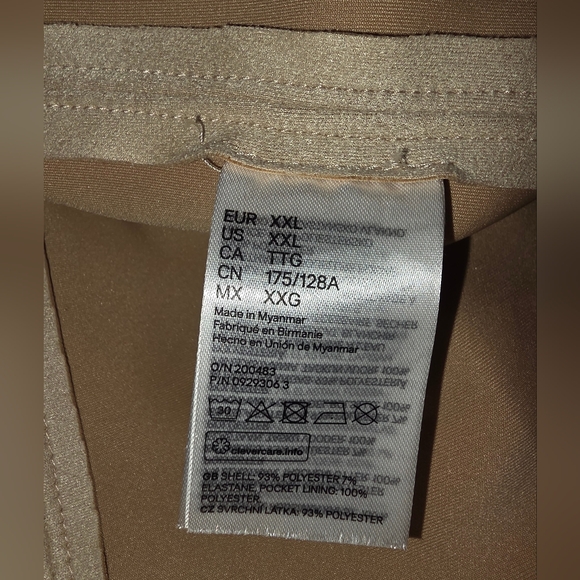 EUR XXL
US XXL
CA TTG
CN 175/128A
MX XXG
Made in Myanmar
Fabriqué en Birmanie
Hecho en Unión de Myanmar
O/N 200483
P/N 0929306 3
30
clevercare.info
GB SHELL: 93% POLYESTER 7%
ELASTANE, POCKET LINING: 100%
POLYESTER
CZ SVRCHNÍ LÁTKA: 93% POLYESTER